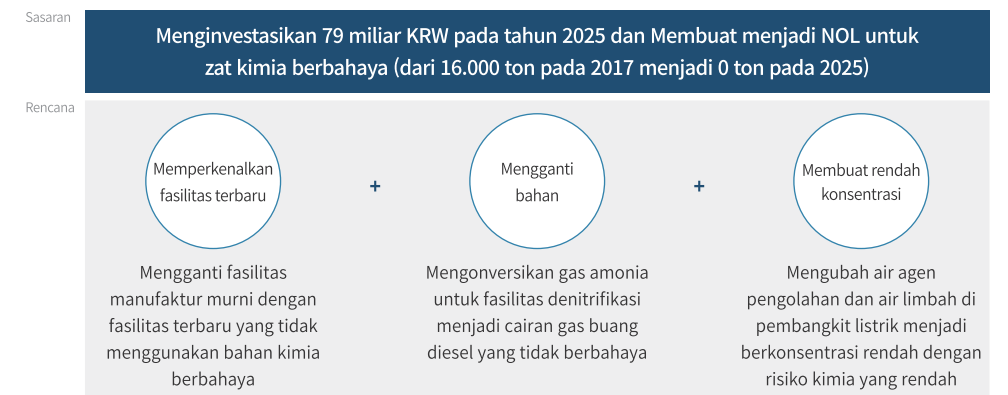 Sasaran
Menginvestasikan 79 miliar KRW pada tahun 2025 dan Membuat menjadi NOL untuk
zat kimia berbahaya (dari 16.000 ton pada 2017 menjadi 0 ton pada 2025)
Rencana
Memperkenalkan
fasilitas terbaru
+
Mengganti
bahan
+
Membuat rendah
konsentrasi
Mengganti fasilitas
manufaktur murni dengan
fasilitas terbaru yang tidak
menggunakan bahan kimia
berbahaya
Mengonversikan gas amonia
untuk fasilitas denitrifikasi
menjadi cairan gas buang
diesel yang tidak berbahaya
Mengubah air agen
pengolahan dan air limbah di
pembangkit listrik menjadi
berkonsentrasi rendah dengan
risiko kimia yang rendah